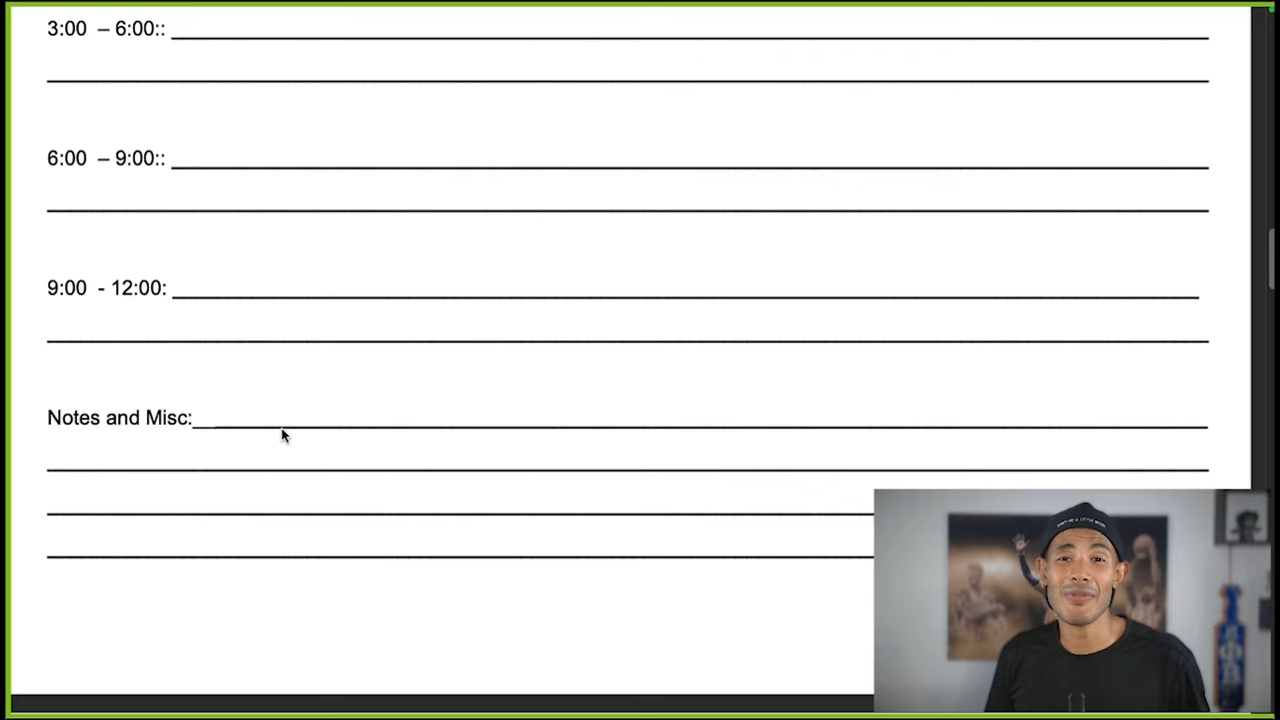 3:00 – 6:00::
6:00 – 9:00::
9:00 - 12:00:
Notes and Misc: